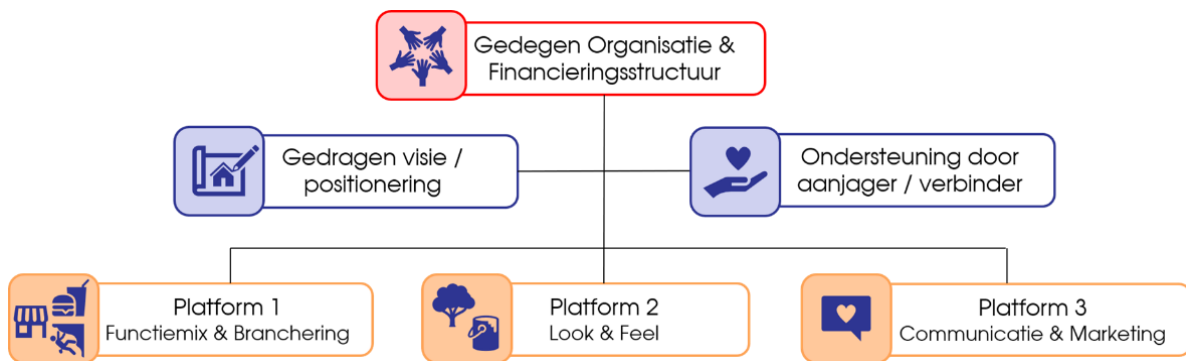 Gedegen Organisatie &
Financieringsstructuur
Gedragen visie /
positionering
Ondersteuning door
aanjager / verbinder
Platform 1
Functiemix & Branchering
Platform 2
Look & Feel
Platform 3
Communicatie & Marketing